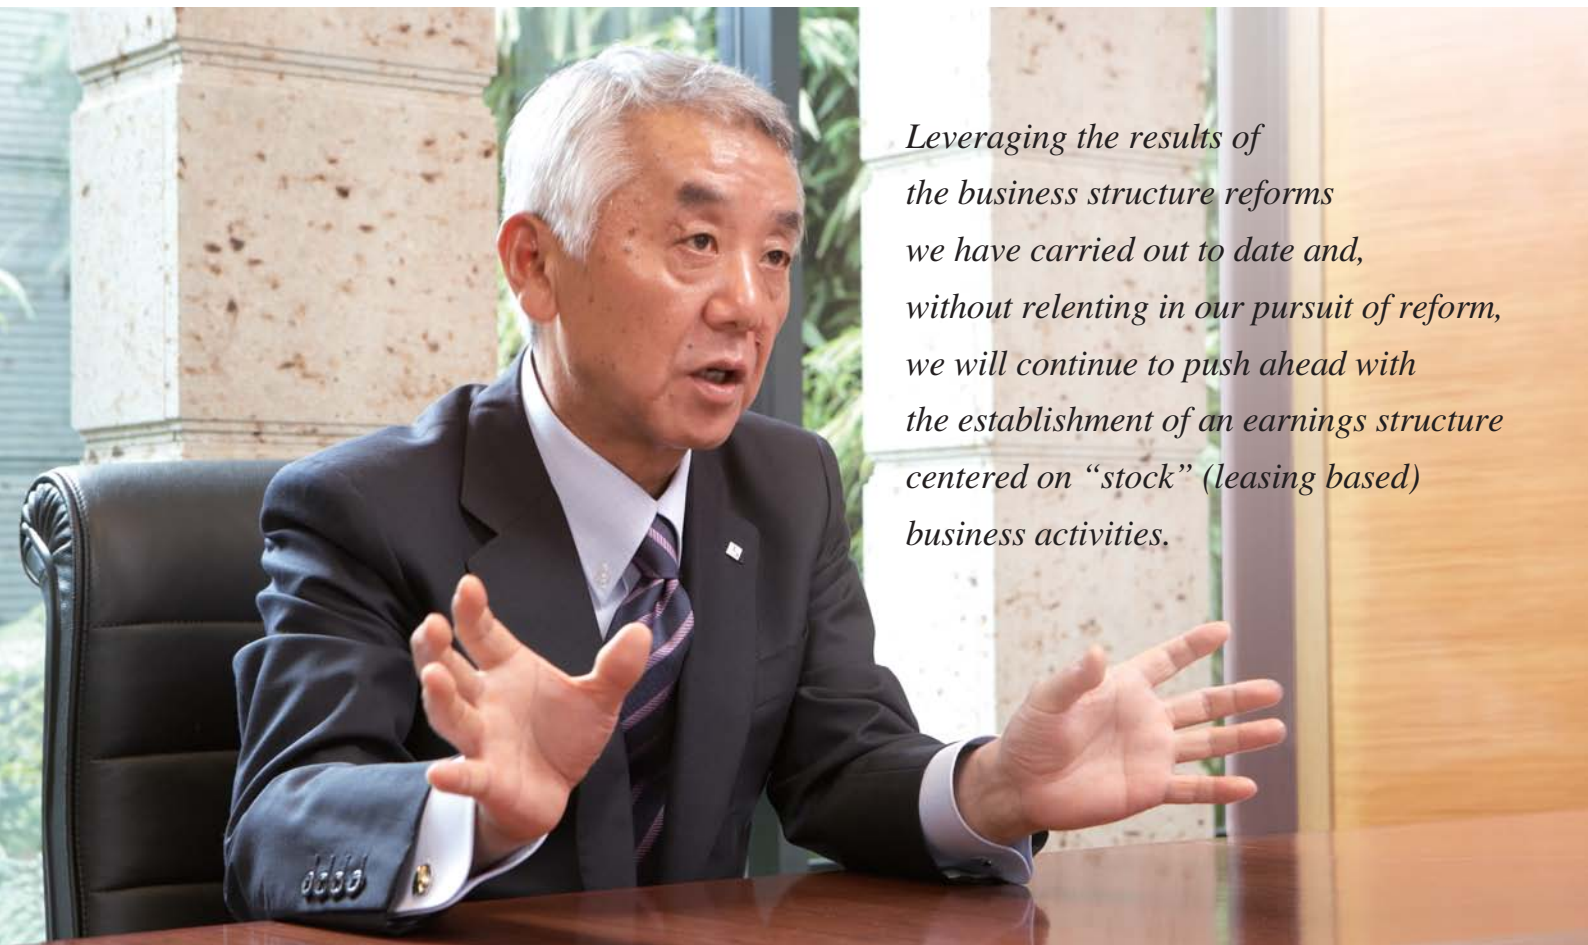 Leveraging the results of
the business structure reforms
we have carried out to date and,
without relenting in our pursuit of reform,
we will continue to push ahead with
the establishment of an earnings structure
centered on “stock” (leasing based)
business activities.